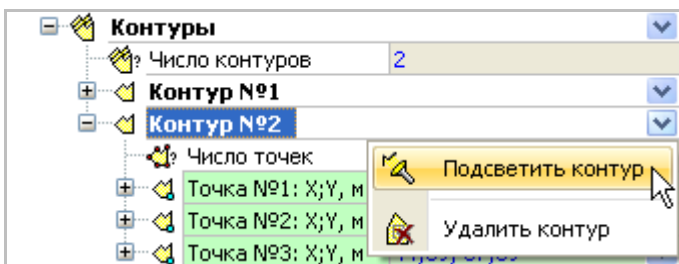 Контуры
Число контуров 2
Контур №1
Контур №2
Число точек
Подсветить контур
Точка №1: X;Y, м
Точка №2: X;Y, м
Удалить контур
Точка №3: X;Y, м